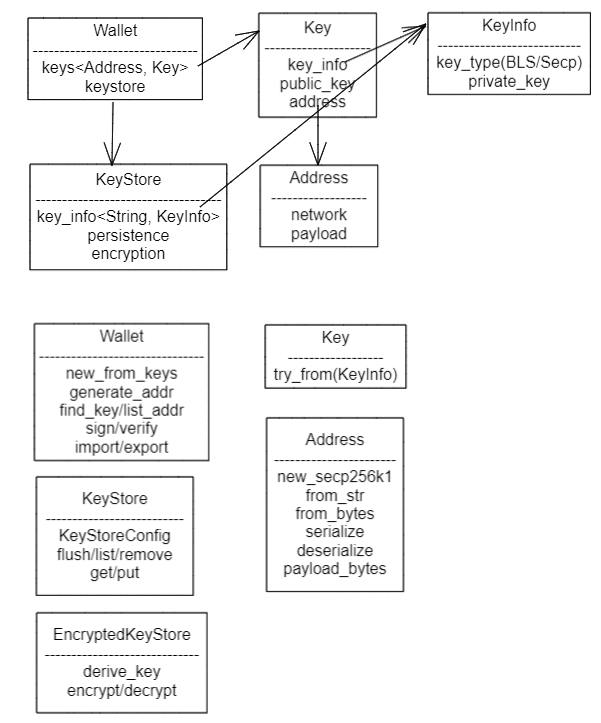 Wallet
--------------------
keys<Address, Key>
keystore
Key
--------------
key_info
public_key
address
KeyInfo
------------------
key_type(BLS/Secp)
private_key
KeyStore
----------------------
key_info<String, KeyInfo>
persistence
encryption
Address
------------
network
payload
Wallet
---------------------
new_from_keys
generate_addr
find_key/list_addr
sign/verify
import/export
Key
------------
try_from(KeyInfo)
Address
----------------
new_secp256k1
from_str
from_bytes
serialize
deserialize
payload_bytes
KeyStore
------------------
KeyStoreConfig
flush/list/remove
get/put
EncryptedKeyStore
--------------------
derive_key
encrypt/decrypt